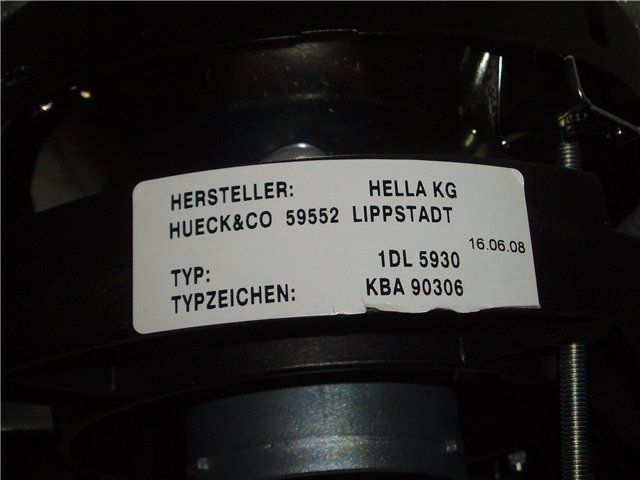 HERSTELLER: HELLA KG
HUECK&CO 59552 LIPPSTADT
16.06.08
TYP: 1DL 5930
TYPZEICHEN: KBA 90306